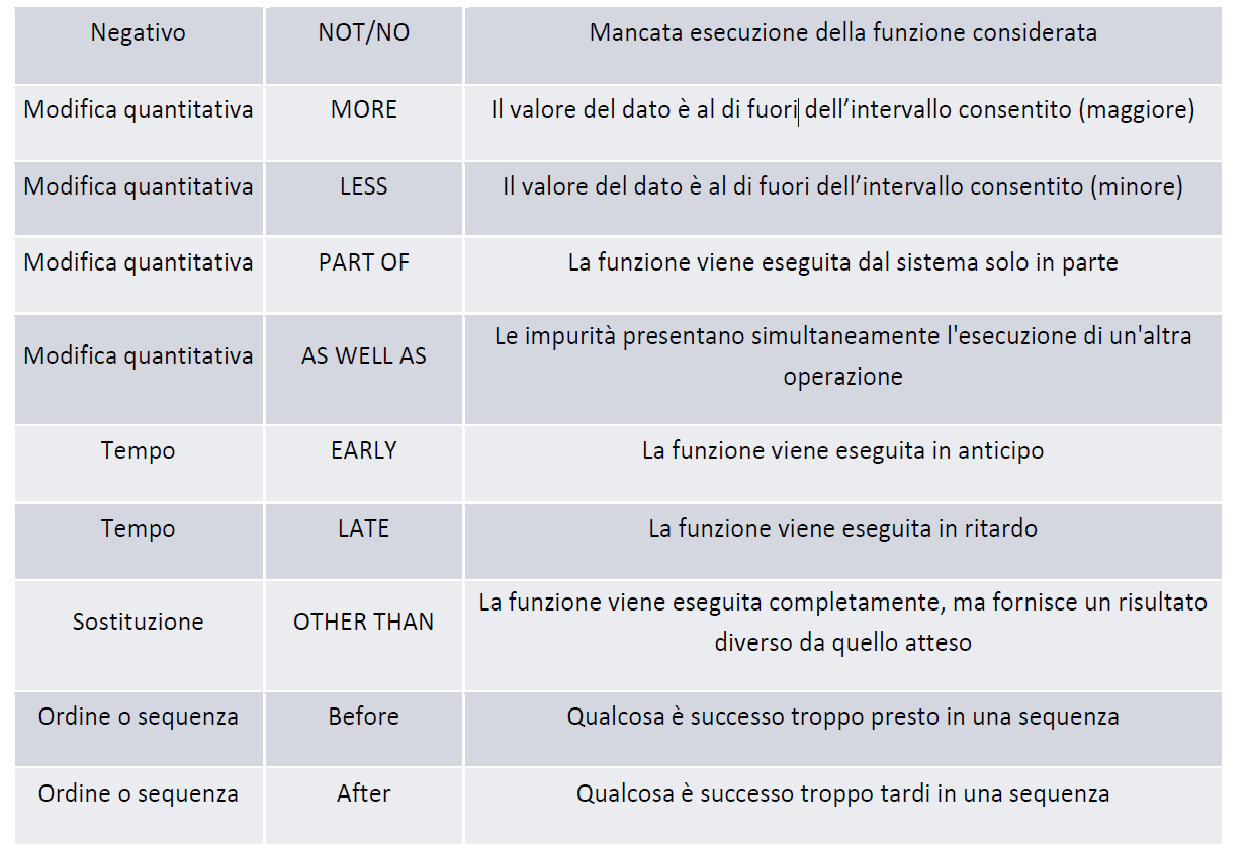 Negativo NOT/NO Mancata esecuzione della funzione considerata
Modifica quantitativa MORE Il valore del dato è al di fuori dell’intervallo consentito (maggiore)
Modifica quantitativa LESS Il valore del dato è al di fuori dell’intervallo consentito (minore)
Modifica quantitativa PART OF La funzione viene eseguita dal sistema solo in parte
Modifica quantitativa AS WELL AS Le impurità presentano simultaneamente l'esecuzione di un'altra
operazione
Tempo EARLY La funzione viene eseguita in anticipo
Tempo LATE La funzione viene eseguita in ritardo
Sostituzione OTHER THAN La funzione viene eseguita completamente, ma fornisce un risultato
diverso da quello atteso
Ordine o sequenza Before Qualcosa è successo troppo presto in una sequenza
Ordine o sequenza After Qualcosa è successo troppo tardi in una sequenza